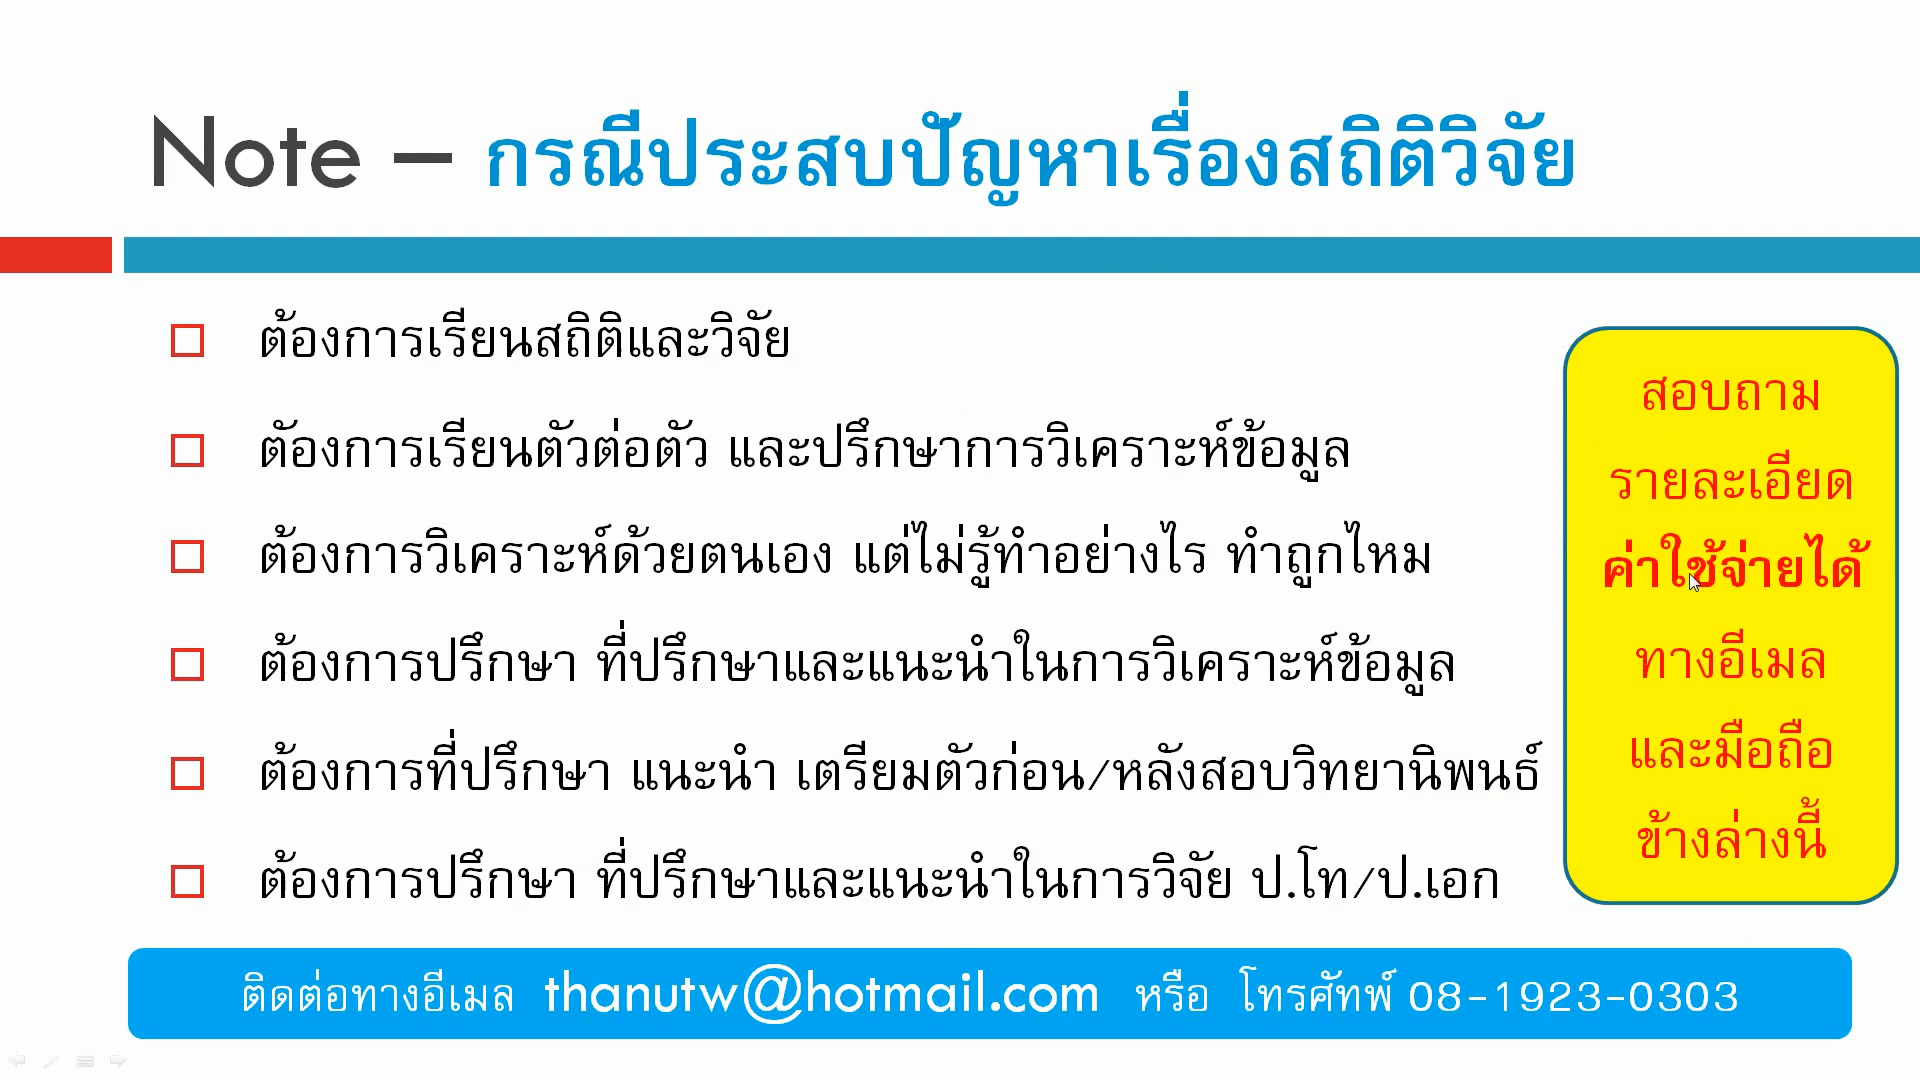 Note – กรณีประสบปัญหาเรื่องสถิติวิจัย
ต้องการเรียนสถิติและวิจัย
ต้องการเรียนตัวต่อตัว และปรึกษาการวิเคราะห์ข้อมูล
ต้องการวิเคราะห์ด้วยตนเอง แต่ไม่รู้ทำอย่างไร ทำถูกไหม
ต้องการปรึกษา ที่ปรึกษาและแนะนำในการวิเคราะห์ข้อมูล
ต้องการที่ปรึกษา แนะนำ เตรียมตัวก่อน/หลังสอบวิทยานิพนธ์
ต้องการปรึกษา ที่ปรึกษาและแนะนำในการวิจัย ป.โท/ป.เอก
สอบถาม
รายละเอียด
ค่าใช้จ่ายได้
ทางอีเมล
และมือถือ
ข้างล่างนี้
ติดต่อทางอีเมล thanutw@hotmail.com หรือ โทรศัทพ์ 08-1923-0303